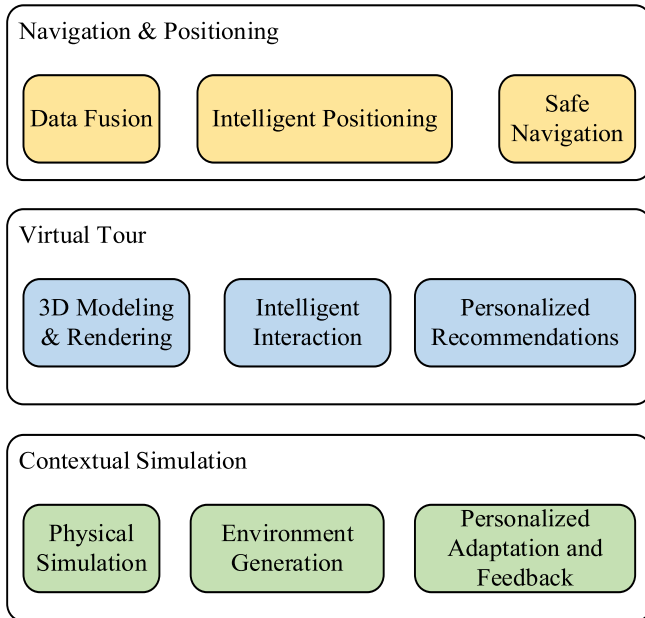 Navigation & Positioning
Data Fusion
Intelligent Positioning
Safe
Navigation
Virtual Tour
3D Modeling
& Rendering
Intelligent
Interaction
Personalized
Recommendations
Contextual Simulation
Physical
Simulation
Environment
Generation
Personalized
Adaptation and
Feedback